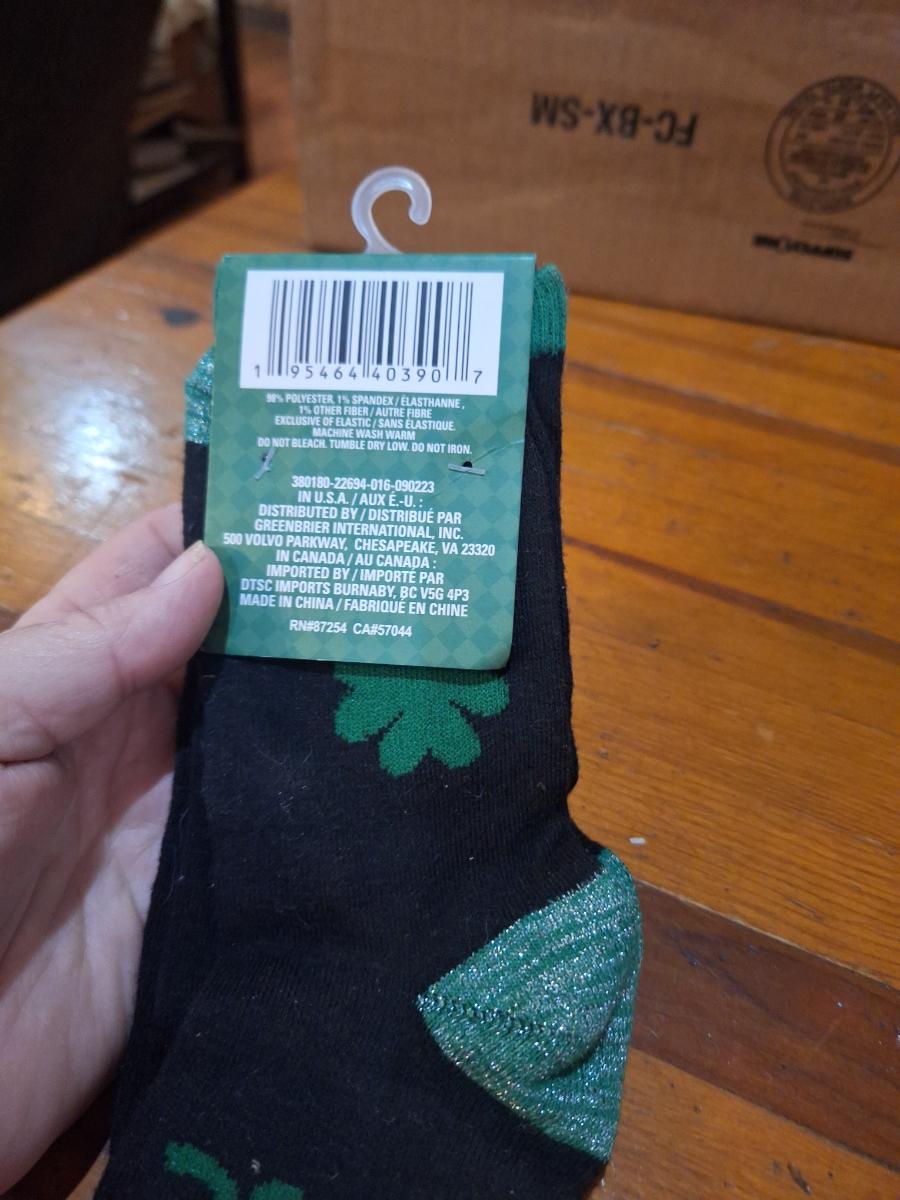 FC-BX-SM
1 95464 40390 7
98% POLYESTER, 1% SPANDEX / ÉLASTHANNE ,
1% OTHER FIBER / AUTRE FIBRE
EXCLUSIVE OF ELASTIC / SANS ÉLASTIQUE.
MACHINE WASH WARM
DO NOT BLEACH. TUMBLE DRY LOW. DO NOT IRON.
380180-22694-016-090223
IN U.S.A. / AUX É.-U. :
DISTRIBUTED BY / DISTRIBUÉ PAR
GREENBRIER INTERNATIONAL, INC.
500 VOLVO PARKWAY, CHESAPEAKE, VA 23320
IN CANADA / AU CANADA :
IMPORTED BY / IMPORTÉ PAR
DTSC IMPORTS BURNABY, BC V5G 4P3
MADE IN CHINA / FABRIQUÉ EN CHINE
RN#87254 CA#57044